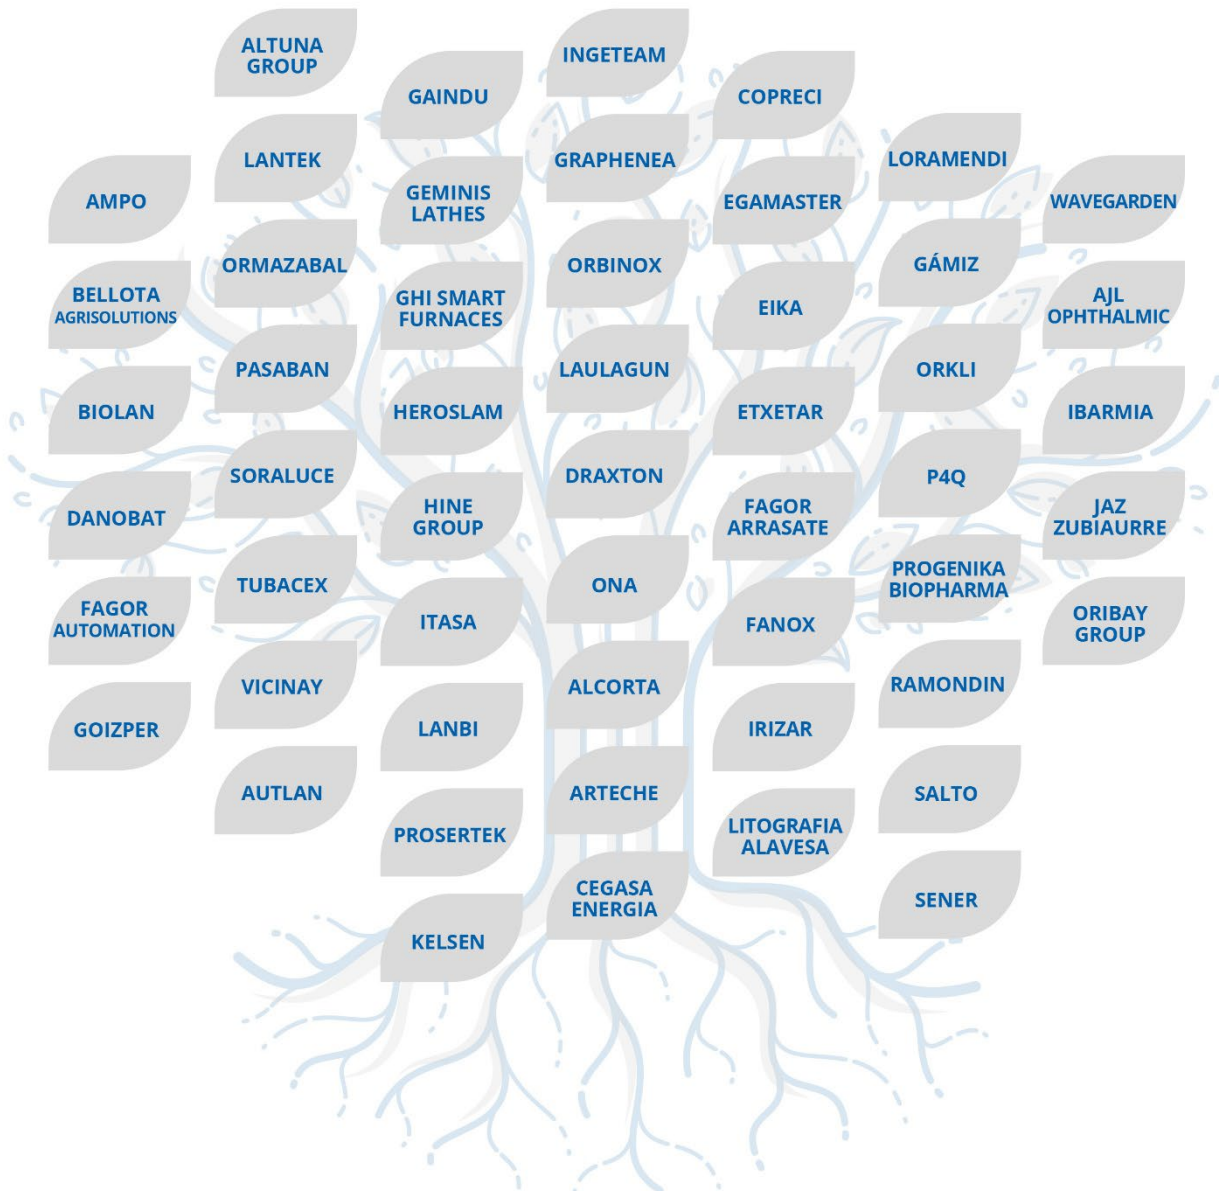 AMPO
BELLOTA
AGRISOLUTIONS
BIOLAN
DANOBAT
FAGOR
AUTOMATION
GOIZPER
ALTUNA
GROUP
LANTEK
ORMAZABAL
PASABAN
SORALUCE
TUBACEX
VICINAY
AUTLAN
GAINDU
GEMINIS
LATHES
GHI SMART
FURNACES
HEROSLAM
HINE
GROUP
ITASA
LANBI
PROSERTEK
KELSEN
INGETEAM
GRAPHENEA
ORBINOX
LAULAGUN
DRAXTON
ONA
ALCORTA
ARTECHE
CEGASA
ENERGIA
COPRECI
EGAMASTER
EIKA
ETXETAR
FAGOR
ARRASATE
FANOX
IRIZAR
LITOGRAFIA
ALAVESA
LORAMENDI
GÁMIZ
ORKLI
P4Q
PROGENIKA
BIOPHARMA
RAMONDIN
SALTO
SENER
WAVEGARDEN
AJL
OPHTHALMIC
IBARMIA
JAZ
ZUBIAURRE
ORIBAY
GROUP